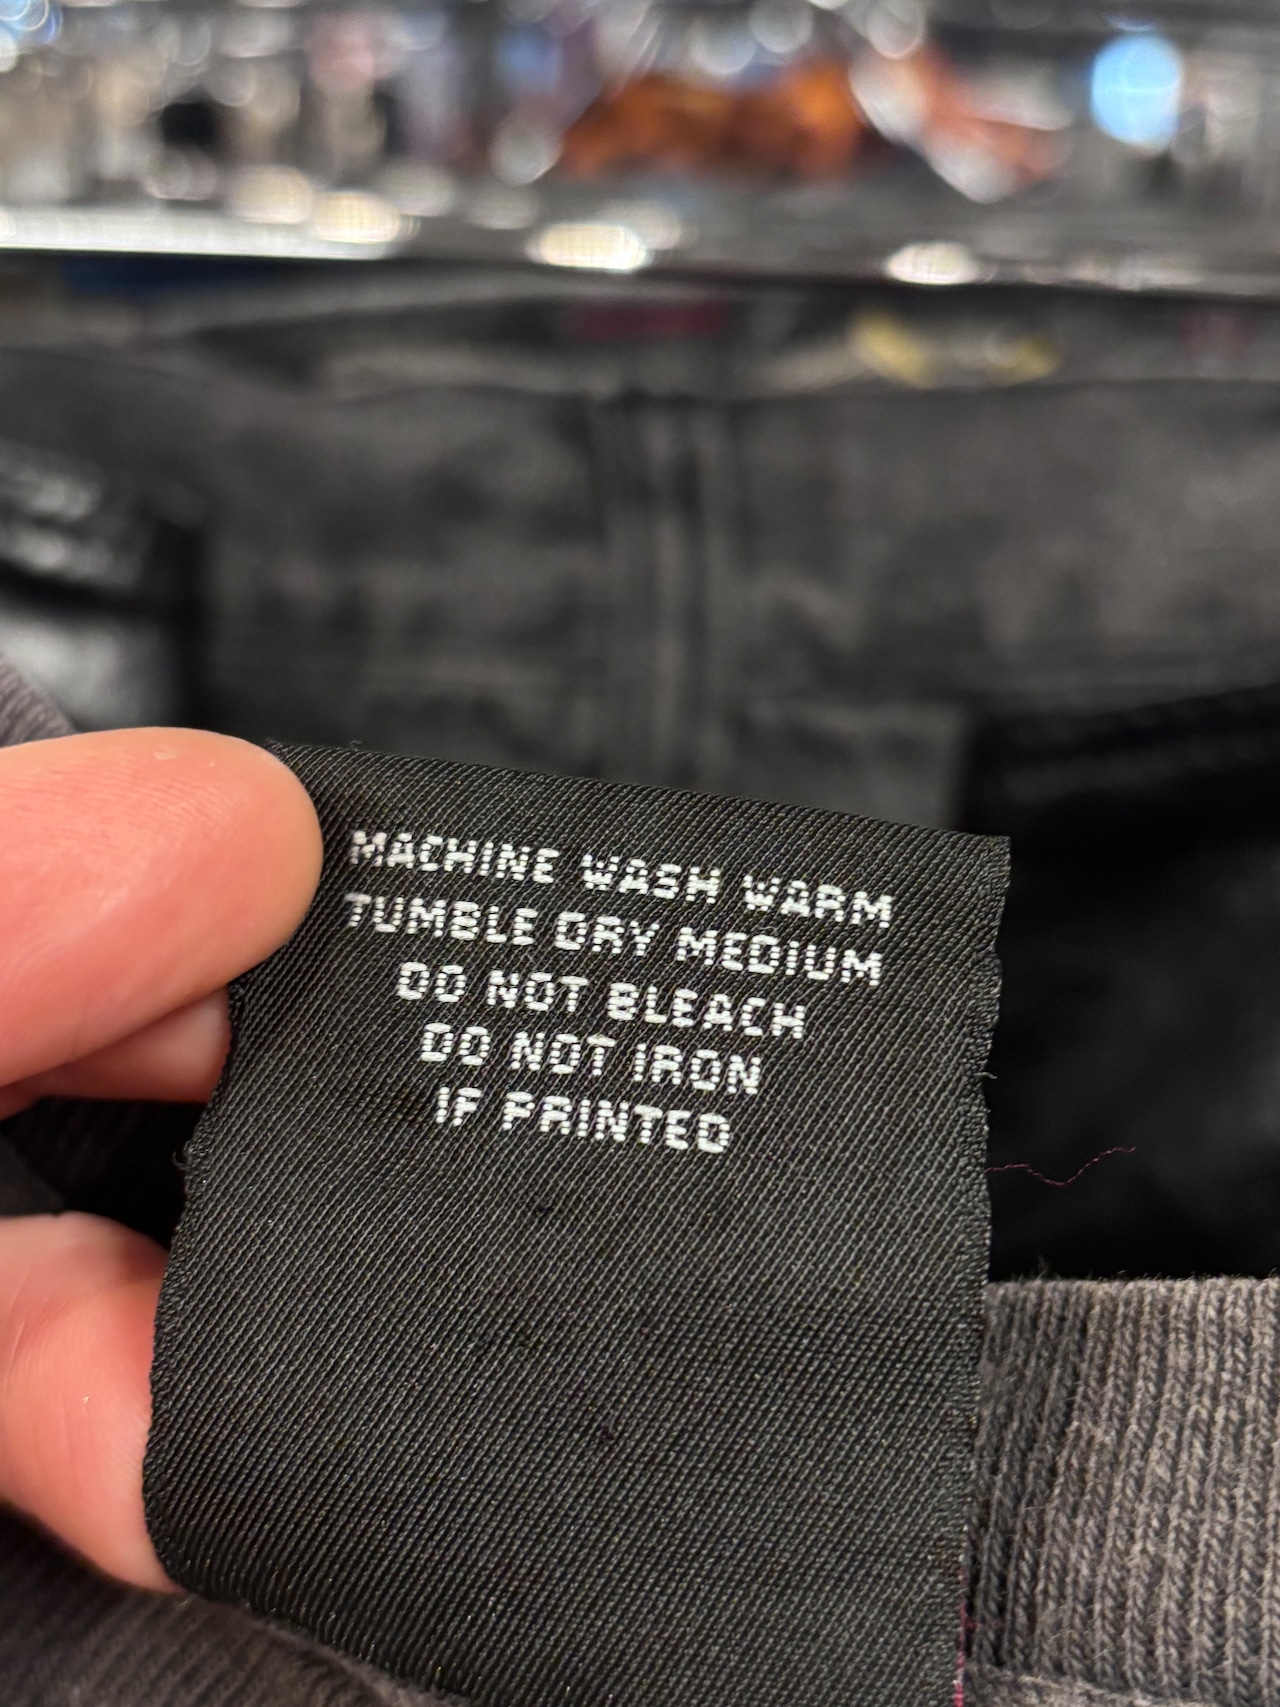 MACHINE WASH WARM
TUMBLE DRY MEDIUM
DO NOT BLEACH
DO NOT IRON
IF PRINTED